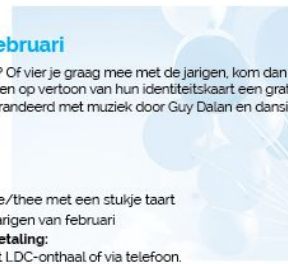 ebruari
? Of vier je graag mee met de jarigen, kom dan
en op vertoon van hun identiteitskaart een grat
randeerd met muziek door Guy Dalan en dansi
e/thee met een stukje taart
arigen van februari
etaling:
t LDC-onthaal of via telefoon.